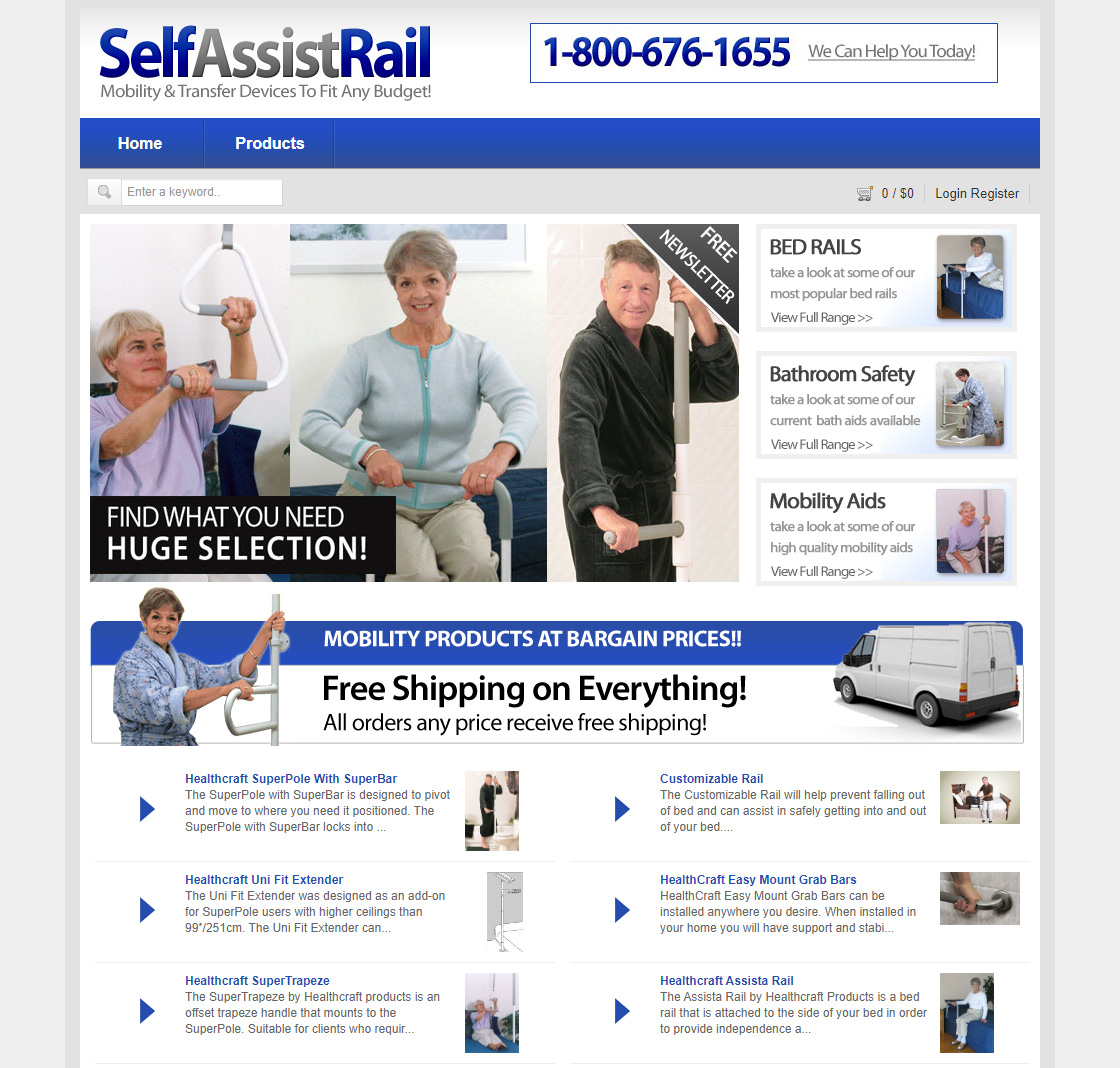 SelfAssistRail
Mobility & Transfer Devices To Fit Any Budget!
1-800-676-1655 We Can Help You Today!
Home Products
Enter a keyword..
0 / $0 Login Register
FREE
NEWSLETTER
FIND WHAT YOU NEED
HUGE SELECTION!
BED RAILS
take a look at some of our
most popular bed rails
View Full Range >>
Bathroom Safety
take a look at some of our
current bath aids available
View Full Range >>
Mobility Aids
take a look at some of our
high quality mobility aids
View Full Range >>
MOBILITY PRODUCTS AT BARGAIN PRICES!!
Free Shipping on Everything!
All orders any price receive free shipping!
Healthcraft SuperPole With SuperBar
The SuperPole with SuperBar is designed to pivot
and move to where you need it positioned. The
SuperPole with SuperBar locks into ...
Customizable Rail
The Customizable Rail will help prevent falling out
of bed and can assist in safely getting into and out
of your bed....
Healthcraft Uni Fit Extender
The Uni Fit Extender was designed as an add-on
for SuperPole users with higher ceilings than
99"/251cm. The Uni Fit Extender can...
HealthCraft Easy Mount Grab Bars
HealthCraft Easy Mount Grab Bars can be
installed anywhere you desire. When installed in
your home you will have support and stabi...
Healthcraft SuperTrapeze
The SuperTrapeze by Healthcraft products is an
offset trapeze handle that mounts to the
SuperPole. Suitable for clients who requir...
Healthcraft Assista Rail
The Assista Rail by Healthcraft Products is a bed
rail that is attached to the side of your bed in order
to provide independence a...